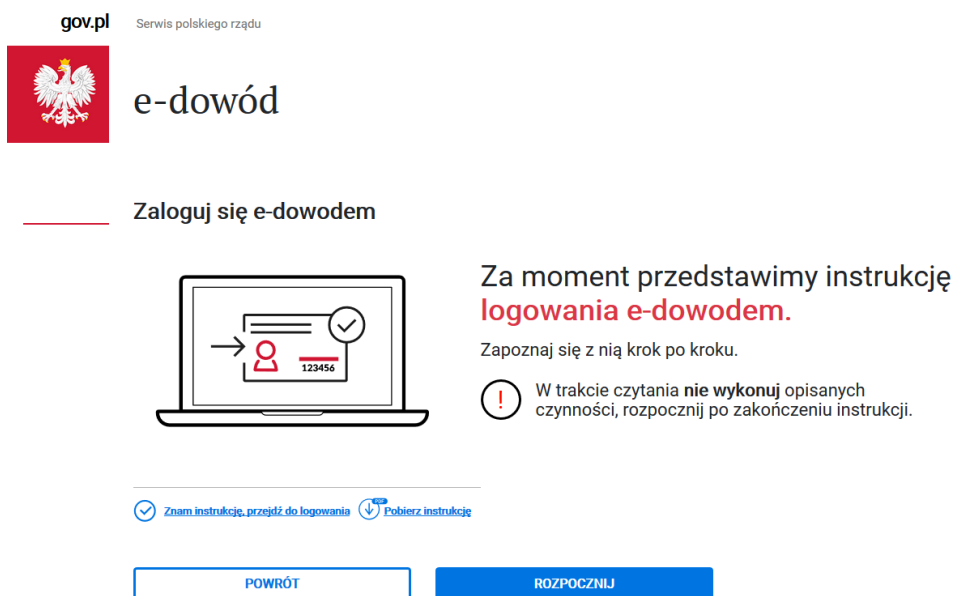 gov.pl Serwis polskiego rządu
e-dowód
Zaloguj się e-dowodem
Za moment przedstawimy instrukcję
logowania e-dowodem.
Zapoznaj się z nią krok po kroku.
W trakcie czytania nie wykonuj opisanych
czynności, rozpocznij po zakończeniu instrukcji.
123456
Znam instrukcję, przejdź do logowania PDF Pobierz instrukcję
POWRÓT ROZPOCZNIJ